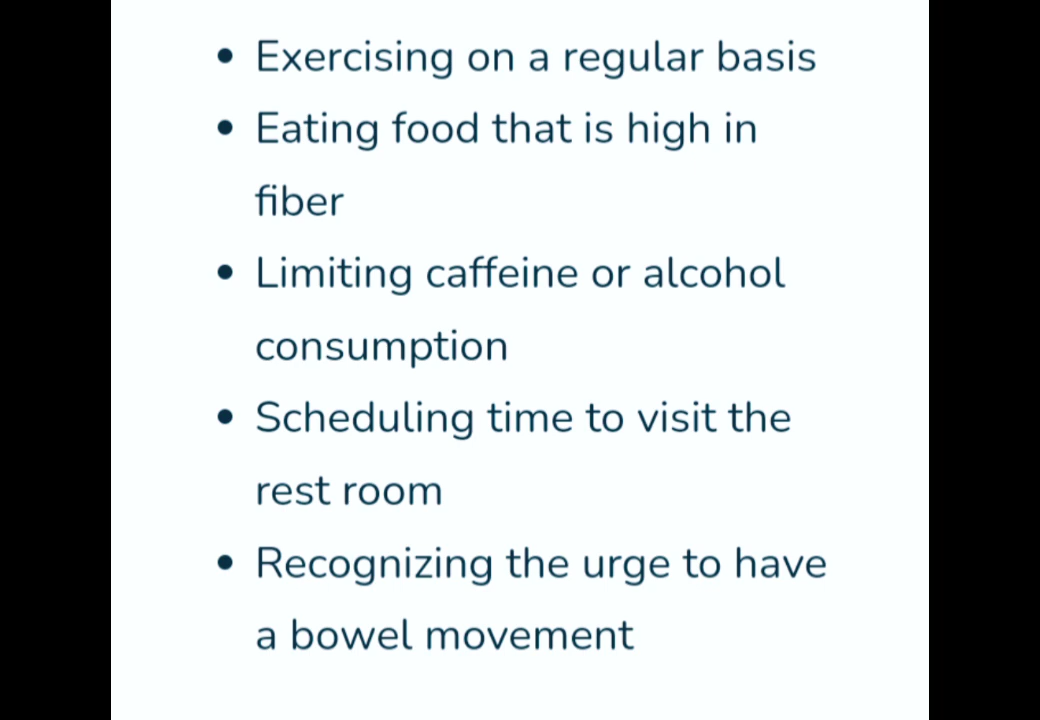 • Exercising on a regular basis
• Eating food that is high in
fiber
• Limiting caffeine or alcohol
consumption
• Scheduling time to visit the
rest room
• Recognizing the urge to have
a bowel movement